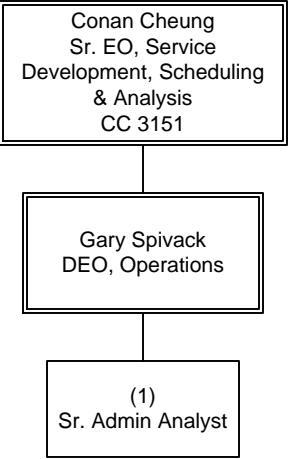 Conan Cheung
Sr. EO, Service
Development, Scheduling
& Analysis
CC 3151
Gary Spivack
DEO, Operations
(1)
Sr. Admin Analyst